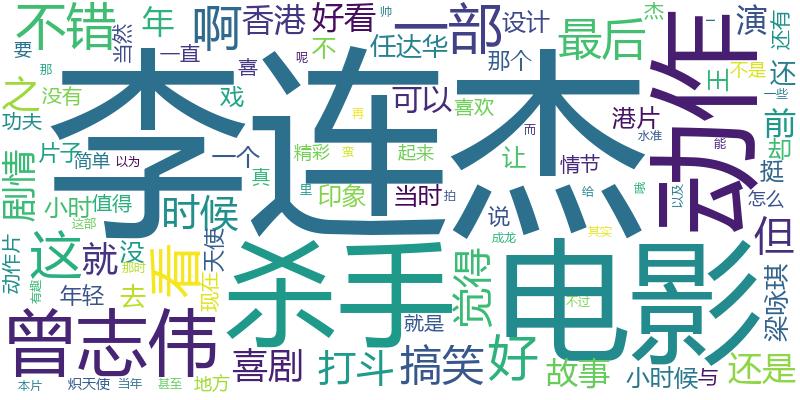 李连杰
杀手
电影
动作
曾志伟
不错
啊
香港
好看
一部
设计
最后
演
还有
杰
帅
要
当然
年
一直
喜
呢
不
任达华
那个
王
不是
还
一些
那
没有
之
戏
可以
喜欢
港片
前
功夫
片子
简单
以为
一个
精彩
再
蛮
起来
而
水准
让
情节
能
却
挺
剧情
小时
值得
时候
真
里
印象
当时
拍
说
给
以及
怎么
动作片
这
这部
就
没
看
天使
觉得
成龙
其实
但
梁咏琪
有趣
年轻
那时
去
现在
就是
不过
喜剧
打斗
搞笑
好
故事
小时候
与
还是
本片
炽天使
当年
甚至
地方